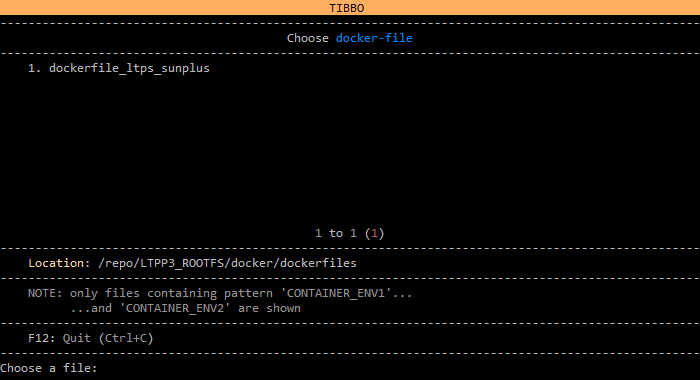 TIBBO
Choose docker-file
1. dockerfile_ltps_sunplus
1 to 1 (1)
Location: /repo/LTPP3_ROOTFS/docker/dockerfiles
NOTE: only files containing pattern 'CONTAINER_ENV1'...
...and 'CONTAINER_ENV2' are shown
F12: Quit (Ctrl+C)
Choose a file: